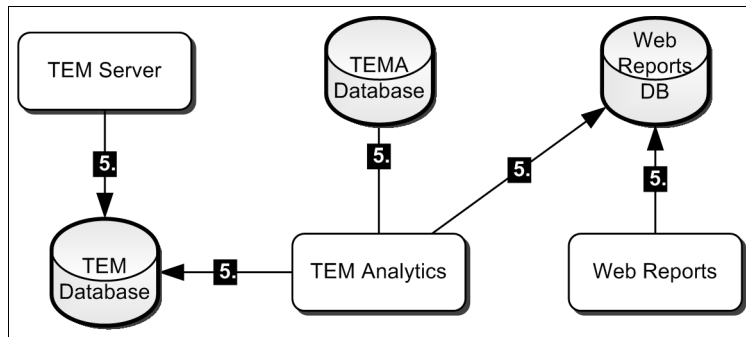 TEM Server
TEMA
Database
Web
Reports
DB
5.
5.
5.
5.
TEM
Database
5.
TEM Analytics
Web Reports